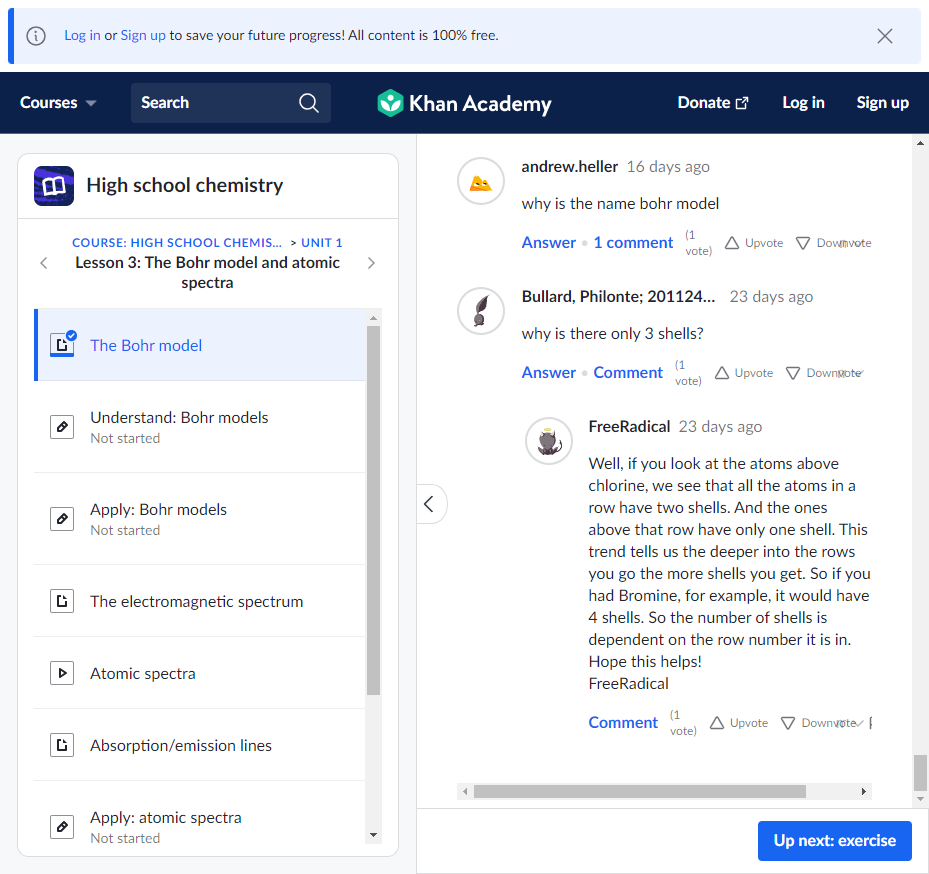 Log in or Sign up to save your future progress! All content is 100% free.
Courses
Search
Khan Academy
Donate
Log in
Sign up
High school chemistry
COURSE: HIGH SCHOOL CHEMIS... > UNIT 1
Lesson 3: The Bohr model and atomic
spectra
The Bohr model
Understand: Bohr models
Not started
Apply: Bohr models
Not started
The electromagnetic spectrum
Atomic spectra
Absorption/emission lines
Apply: atomic spectra
Not started
andrew.heller 16 days ago
why is the name bohr model
Answer • 1 comment (1
vote) Upvote Downvote
Bullard, Philonte; 201124... 23 days ago
why is there only 3 shells?
Answer • Comment (1
vote) Upvote Downvote
FreeRadical 23 days ago
Well, if you look at the atoms above
chlorine, we see that all the atoms in a
row have two shells. And the ones
above that row have only one shell. This
trend tells us the deeper into the rows
you go the more shells you get. So if you
had Bromine, for example, it would have
4 shells. So the number of shells is
dependent on the row number it is in.
Hope this helps!
FreeRadical
Comment (1
vote) Upvote Downvote
Up next: exercise